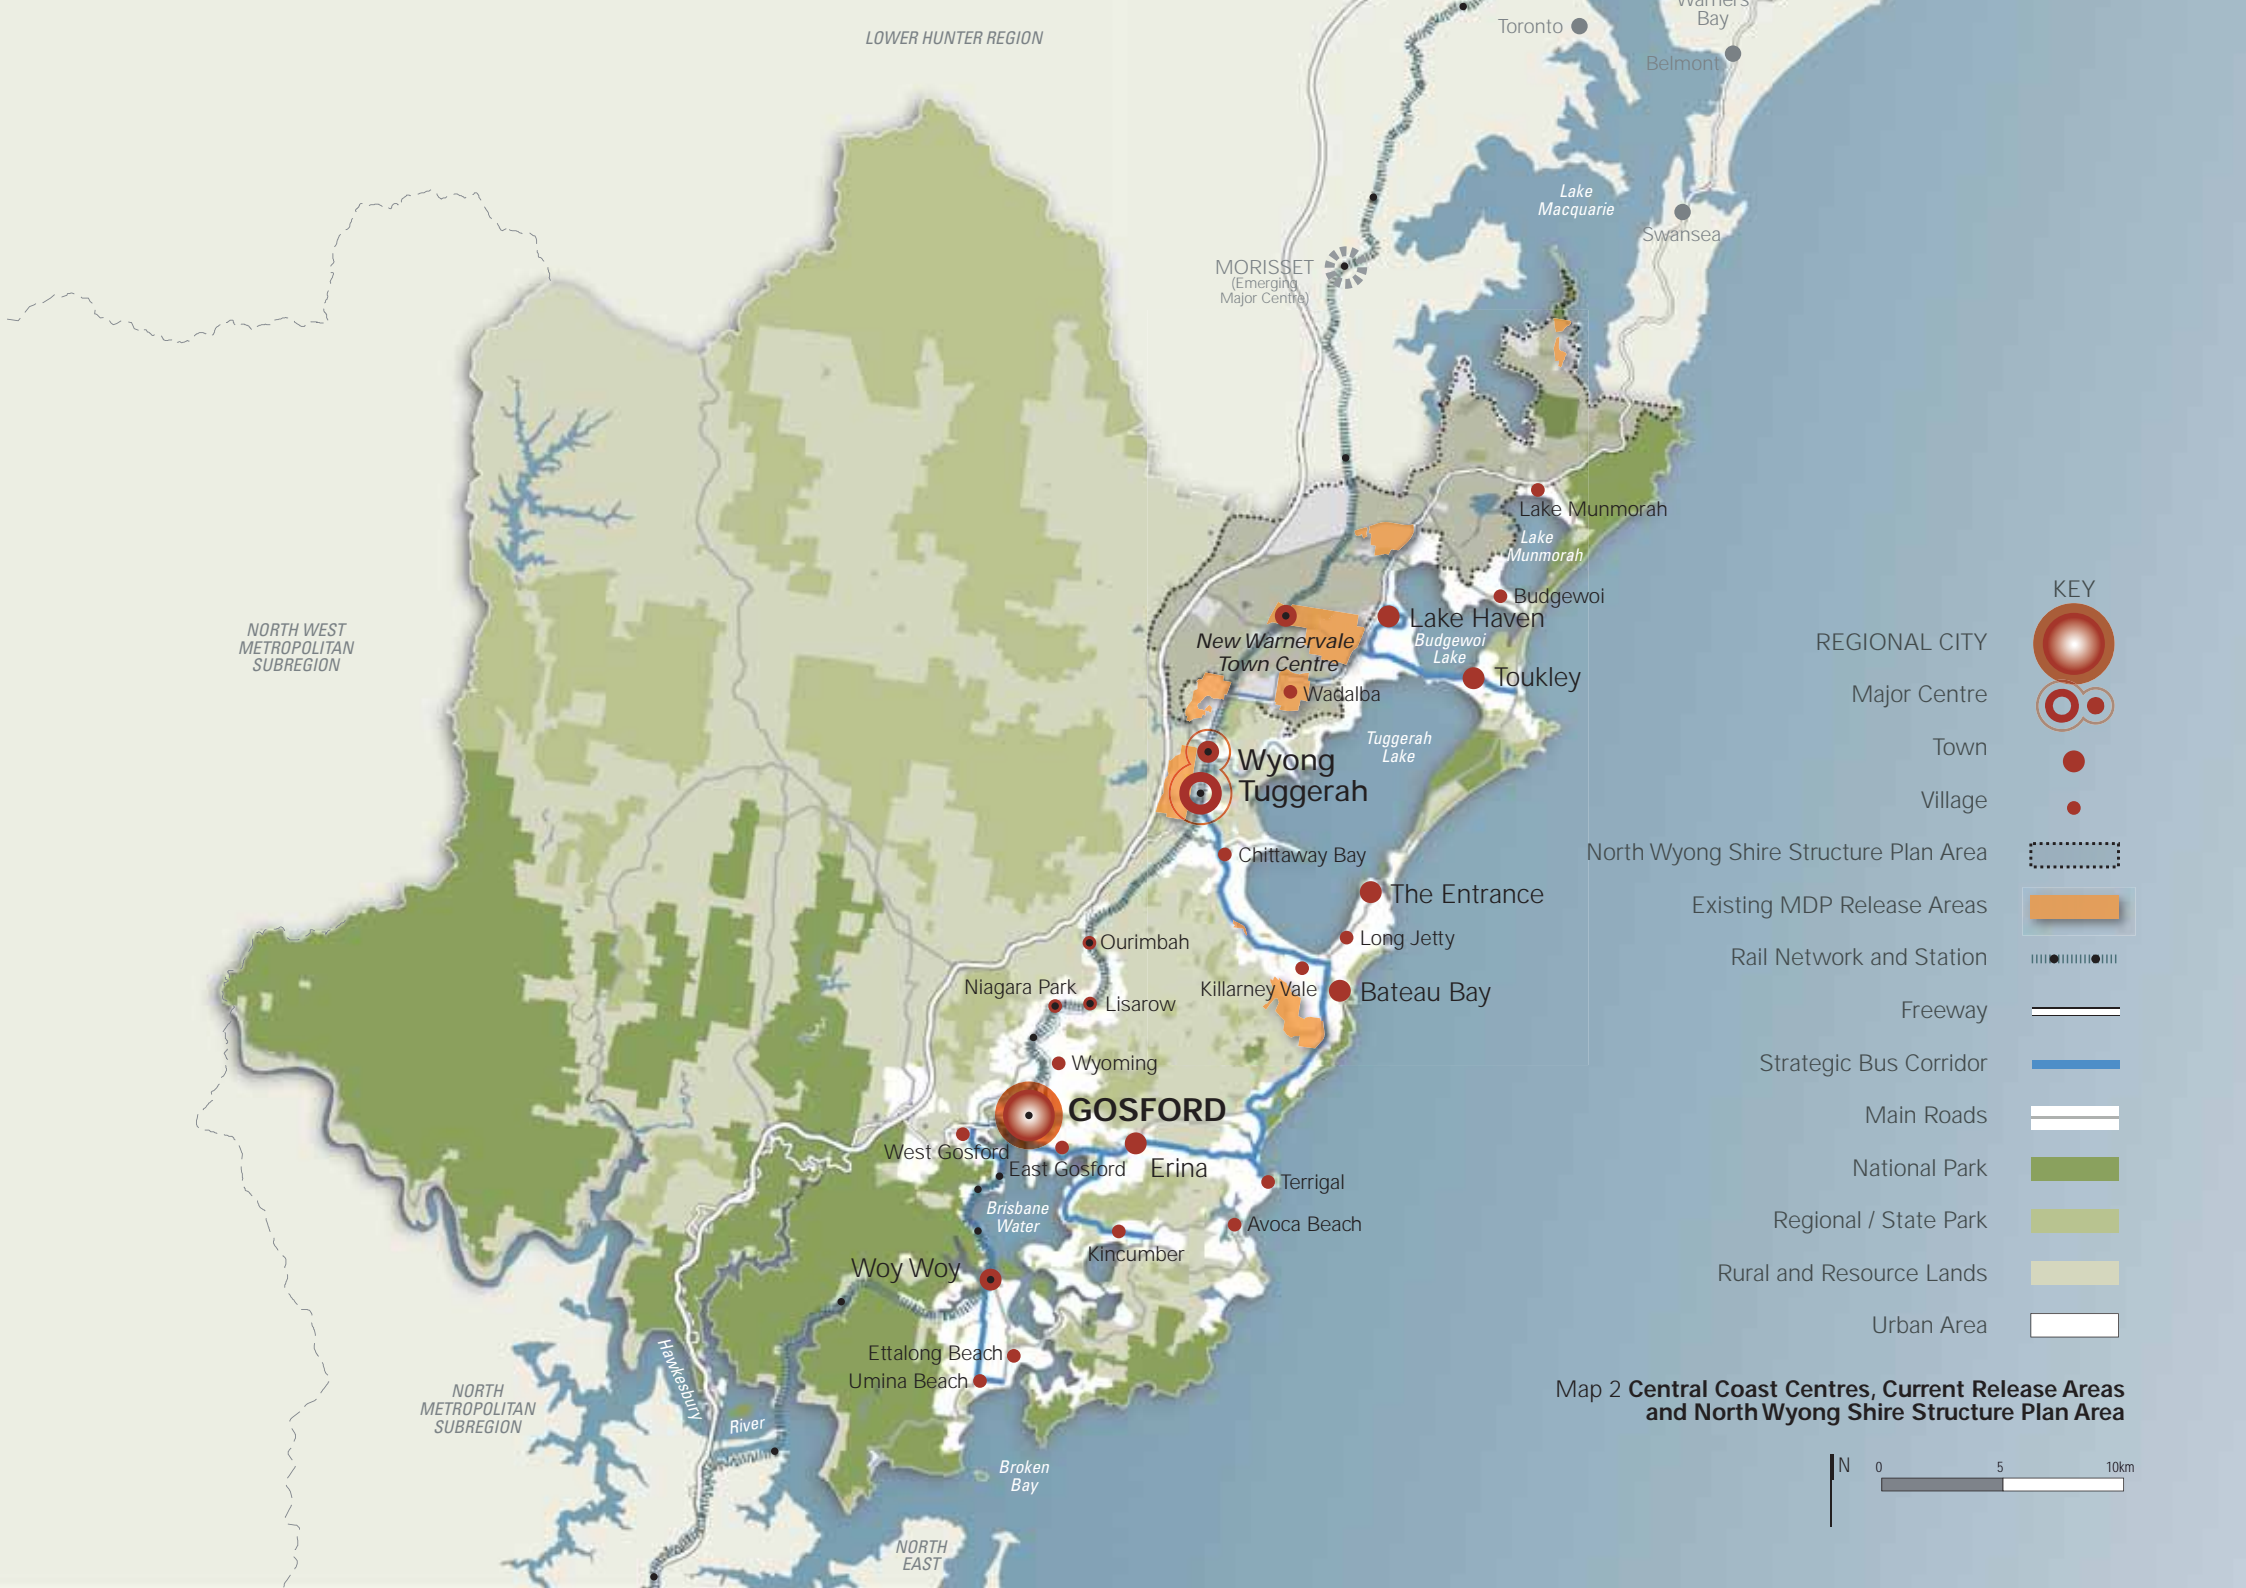 Warners
Bay
Toronto
LOWER HUNTER REGION
Belmont
Lake
Macquarie
Swansea
MORISSET
(Emerging
Major Centre)
Lake Munmorah
Lake
Munmorah
Budgewoi
Lake Haven
NORTH WEST
METROPOLITAN
SUBREGION
New Warnervale
Town Centre
Budgewoi
Lake
Toukley
Wadalba
Tuggerah
Lake
Wyong
Tuggerah
Chittaway Bay
The Entrance
Ourimbah
Long Jetty
Niagara Park
Lisarow
Killarney Vale
Bateau Bay
Wyoming
GOSFORD
West Gosford
East Gosford
Erina
Terrigal
Brisbane
Water
Avoca Beach
Kincumber
Woy Woy
Ettalong Beach
Umina Beach
Hawkesbury
River
NORTH
METROPOLITAN
SUBREGION
Broken
Bay
NORTH
EAST
KEY
REGIONAL CITY
Major Centre
Town
Village
North Wyong Shire Structure Plan Area
Existing MDP Release Areas
Rail Network and Station
Freeway
Strategic Bus Corridor
Main Roads
National Park
Regional / State Park
Rural and Resource Lands
Urban Area
Map 2 Central Coast Centres, Current Release Areas
and North Wyong Shire Structure Plan Area
N
0 5 10km